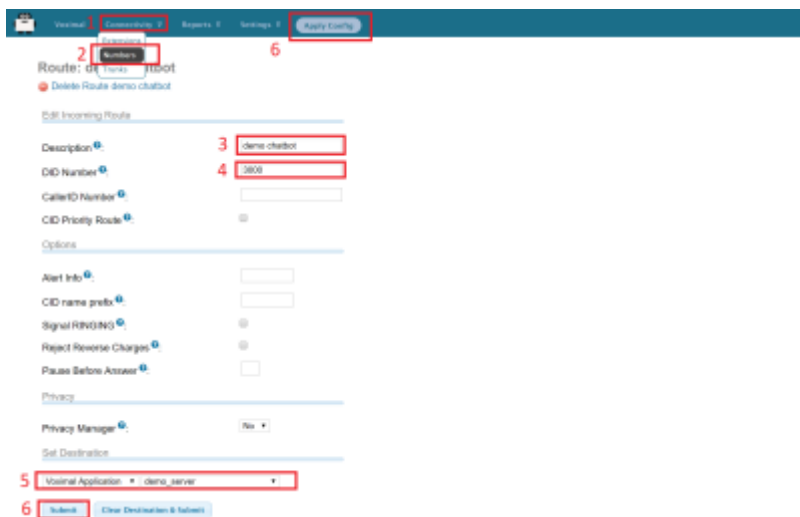 Voximal 1 Connectivity Reports Settings Apply Config
Extensions
6
2 Numbers
Trunks
Route: de tbot
Delete Route demo chatbot
Edit Incoming Route
Description : 3 demo chatbot
DID Number : 4 3000
CallerID Number :
CID Priority Route :
Options
Alert Info :
CID name prefix :
Signal RINGING :
Reject Reverse Charges :
Pause Before Answer :
Privacy
Privacy Manager : No
Set Destination
5 Voximal Application demo_server
6 Submit Clear Destination & Submit